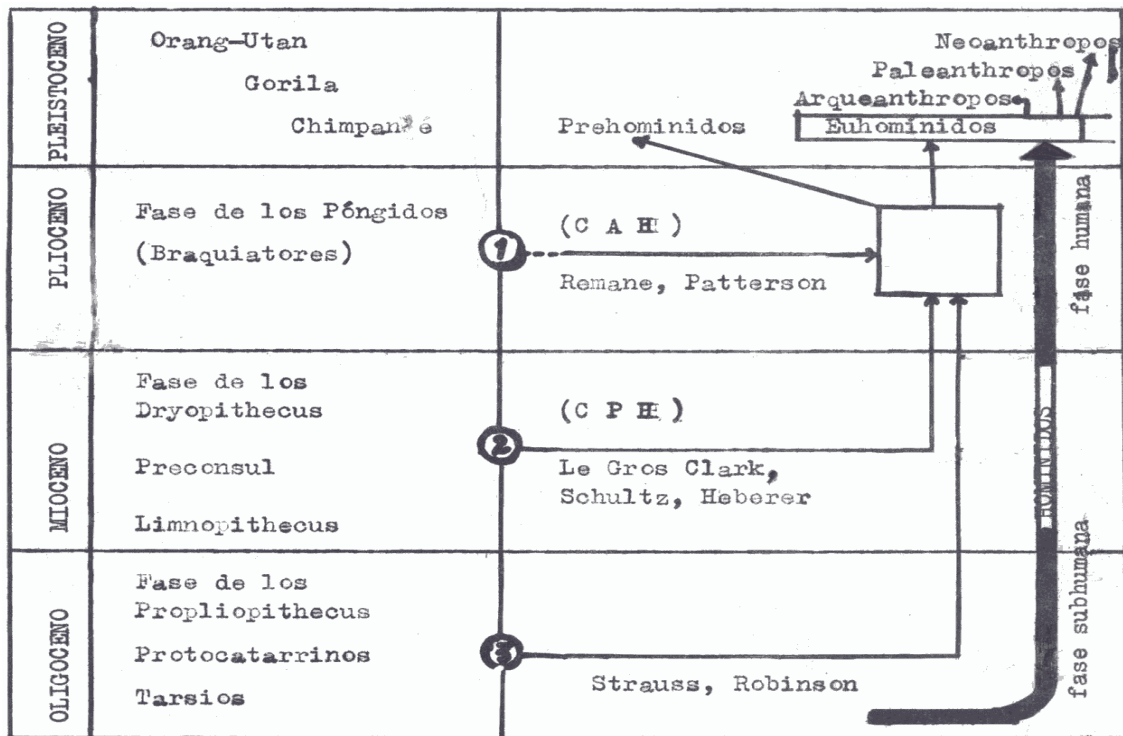 PLEISTOCENO
Orang-Utan
Gorila
Chimpanzé
Prehominidos
Neoanthropos
Paleanthropos
Arqueanthropos
Euhomínidos
PLIOCENO
Fase de los Póngidos
(Braquiatores)
1
(C A H)
Remane, Patterson
fase humana
MIOCENO
Fase de los
Dryopithecus
Preconsul
Limnopithecus
2
(C P H)
Le Gros Clark,
Schultz, Heberer
HOMINIDOS
OLIGOCENO
Fase de los
Propliopithecus
Protocatarrinos
Tarsios
3
Strauss, Robinson
fase subhumana